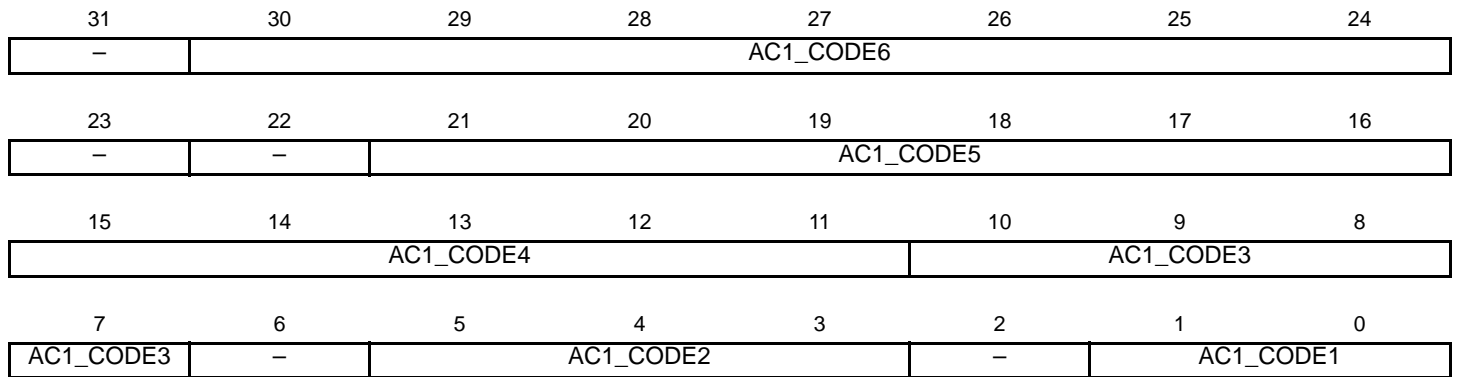 31 30 29 28 27 26 25 24
– AC1_CODE6
23 22 21 20 19 18 17 16
– – AC1_CODE5
15 14 13 12 11 10 9 8
AC1_CODE4 AC1_CODE3
7 6 5 4 3 2 1 0
AC1_CODE3 – AC1_CODE2 – AC1_CODE1